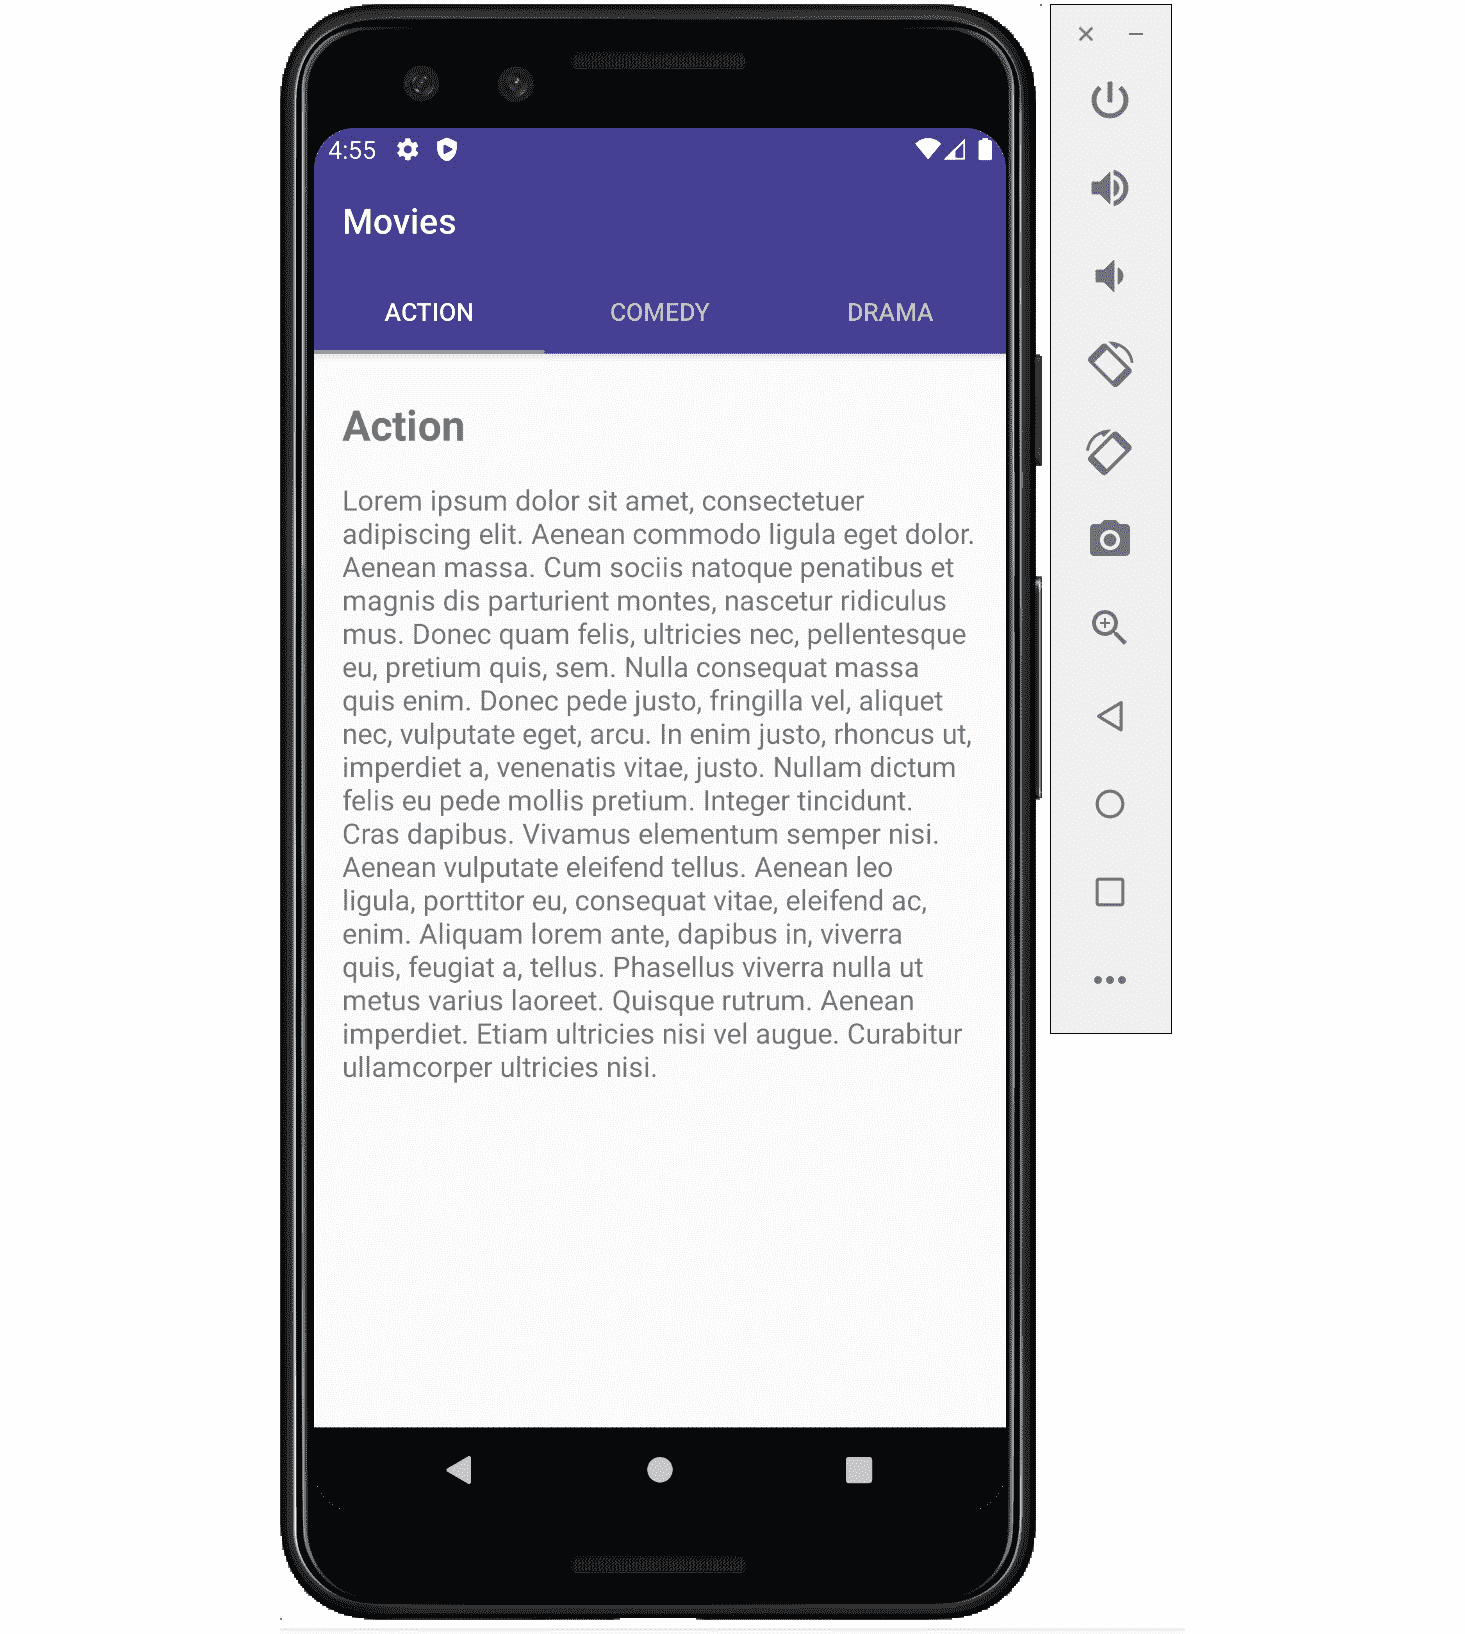 4:55
Movies
ACTION COMEDY DRAMA
Action
Lorem ipsum dolor sit amet, consectetuer
adipiscing elit. Aenean commodo ligula eget dolor.
Aenean massa. Cum sociis natoque penatibus et
magnis dis parturient montes, nascetur ridiculus
mus. Donec quam felis, ultricies nec, pellentesque
eu, pretium quis, sem. Nulla consequat massa
quis enim. Donec pede justo, fringilla vel, aliquet
nec, vulputate eget, arcu. In enim justo, rhoncus ut,
imperdiet a, venenatis vitae, justo. Nullam dictum
felis eu pede mollis pretium. Integer tincidunt.
Cras dapibus. Vivamus elementum semper nisi.
Aenean vulputate eleifend tellus. Aenean leo
ligula, porttitor eu, consequat vitae, eleifend ac,
enim. Aliquam lorem ante, dapibus in, viverra
quis, feugiat a, tellus. Phasellus viverra nulla ut
metus varius laoreet. Quisque rutrum. Aenean
imperdiet. Etiam ultricies nisi vel augue. Curabitur
ullamcorper ultricies nisi.